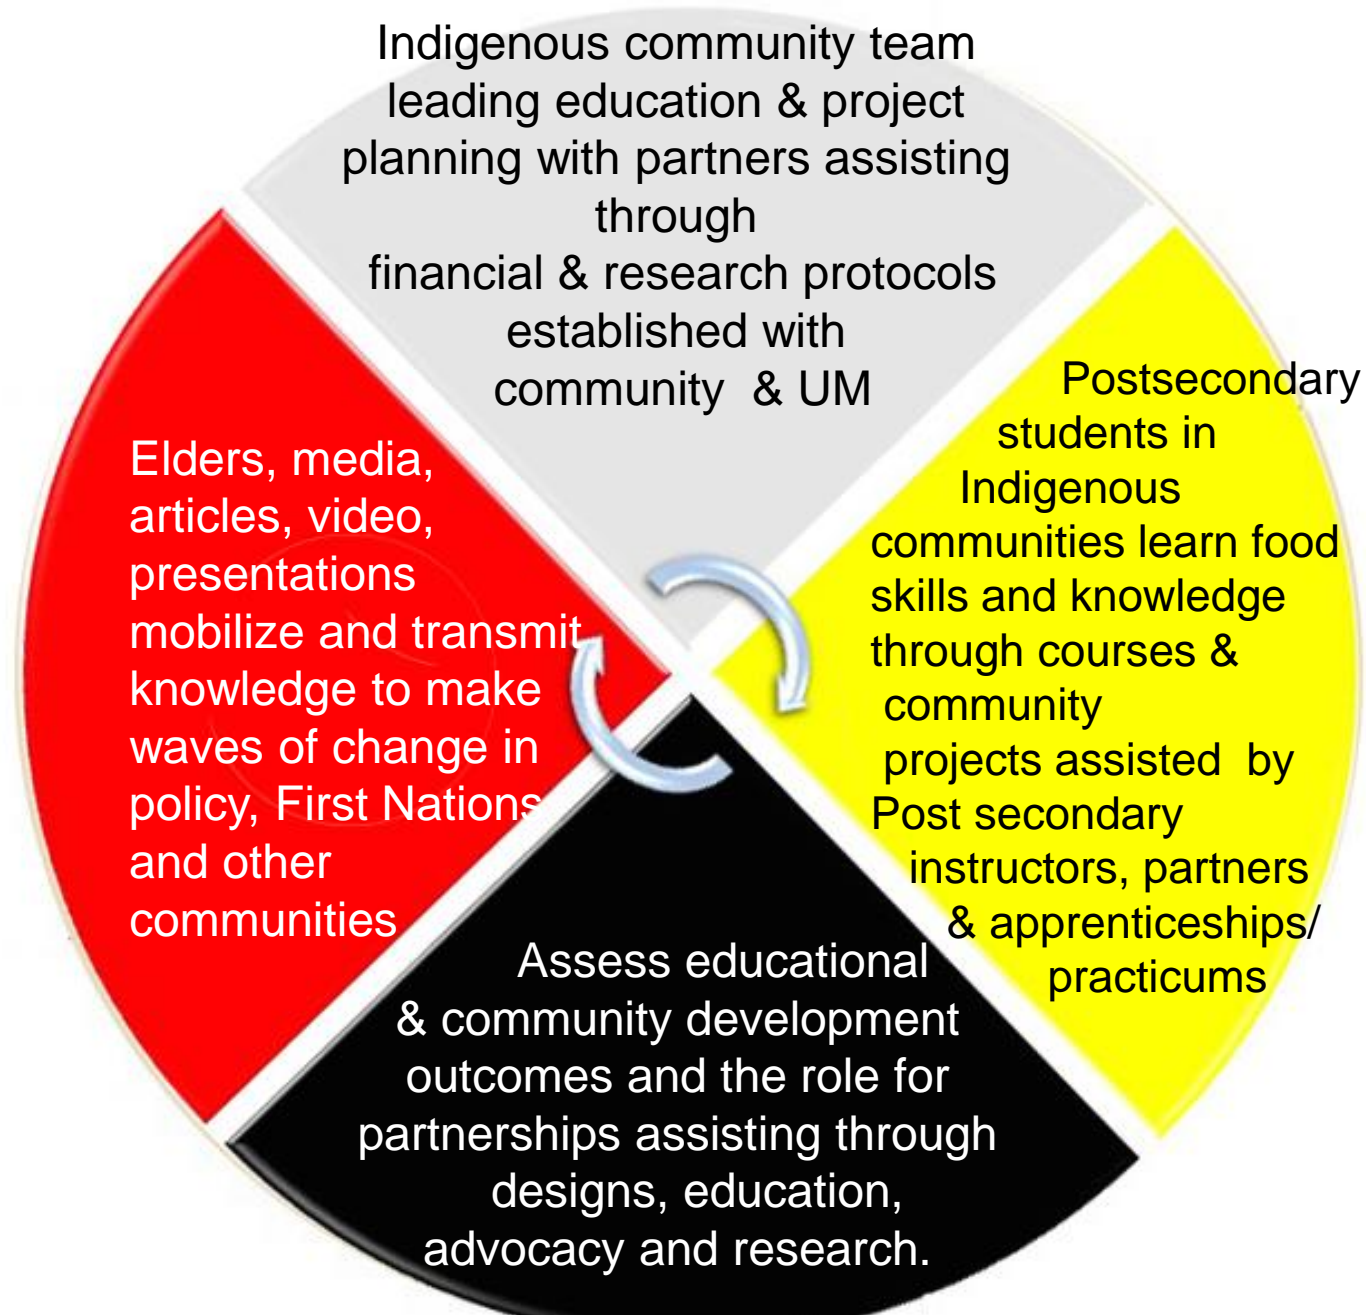 Indigenous community team
leading education & project
planning with partners assisting
through
financial & research protocols
established with
community & UM
Postsecondary
students in
Indigenous
communities learn food
skills and knowledge
through courses &
community
projects assisted by
Post secondary
instructors, partners
& apprenticeships/
practicums
Assess educational
& community development
outcomes and the role for
partnerships assisting through
designs, education,
advocacy and research.
Elders, media,
articles, video,
presentations
mobilize and transmit
knowledge to make
waves of change in
policy, First Nations
and other
communities